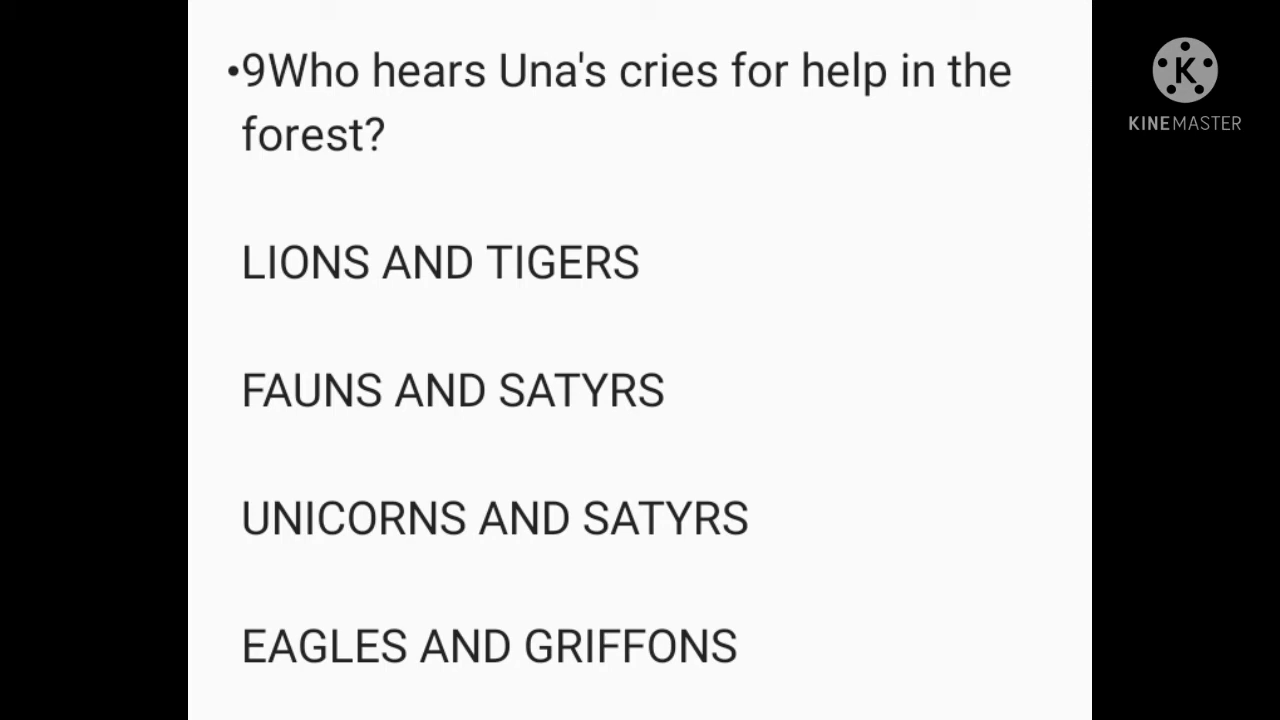 •9Who hears Una's cries for help in the
forest?
LIONS AND TIGERS
FAUNS AND SATYRS
UNICORNS AND SATYRS
EAGLES AND GRIFFONS
K
KINEMASTER